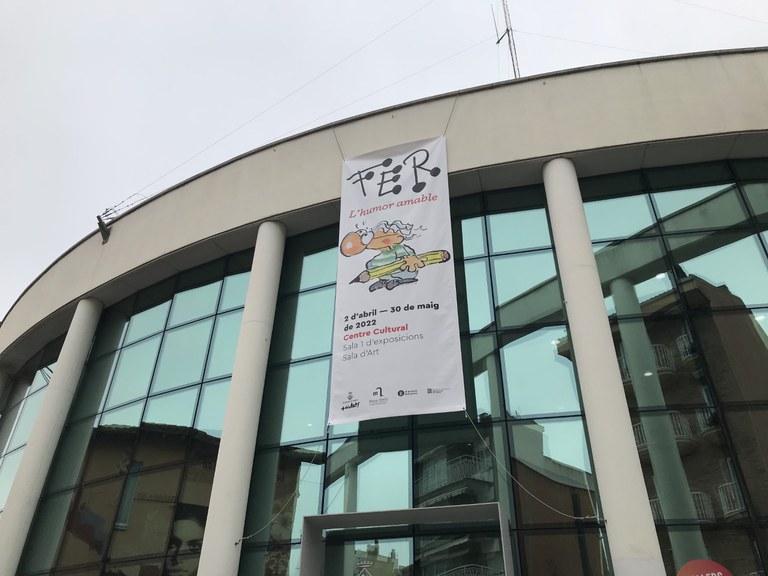 FER
L'humor amable
2 d'abril — 30 de maig
de 2022
Centre Cultural
Sala 1 d'exposicions
Sala d'Art